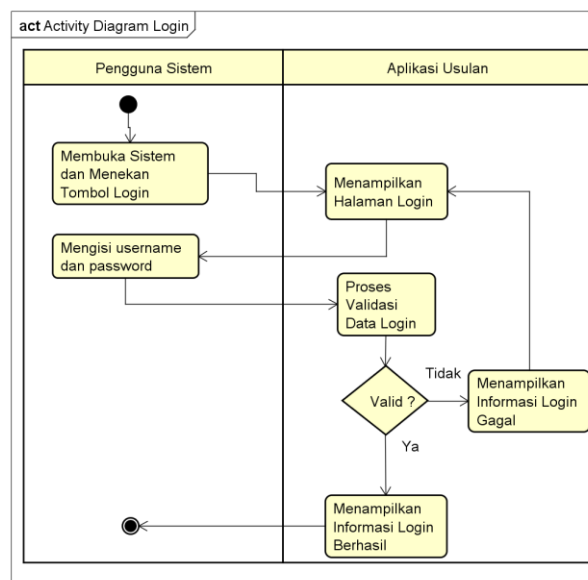 act Activity Diagram Login
Pengguna Sistem
Aplikasi Usulan
Membuka Sistem
dan Menekan
Tombol Login
Menampilkan
Halaman Login
Mengisi username
dan password
Proses
Validasi
Data Login
Valid ?
Tidak
Menampilkan
Informasi Login
Gagal
Ya
Menampilkan
Informasi Login
Berhasil